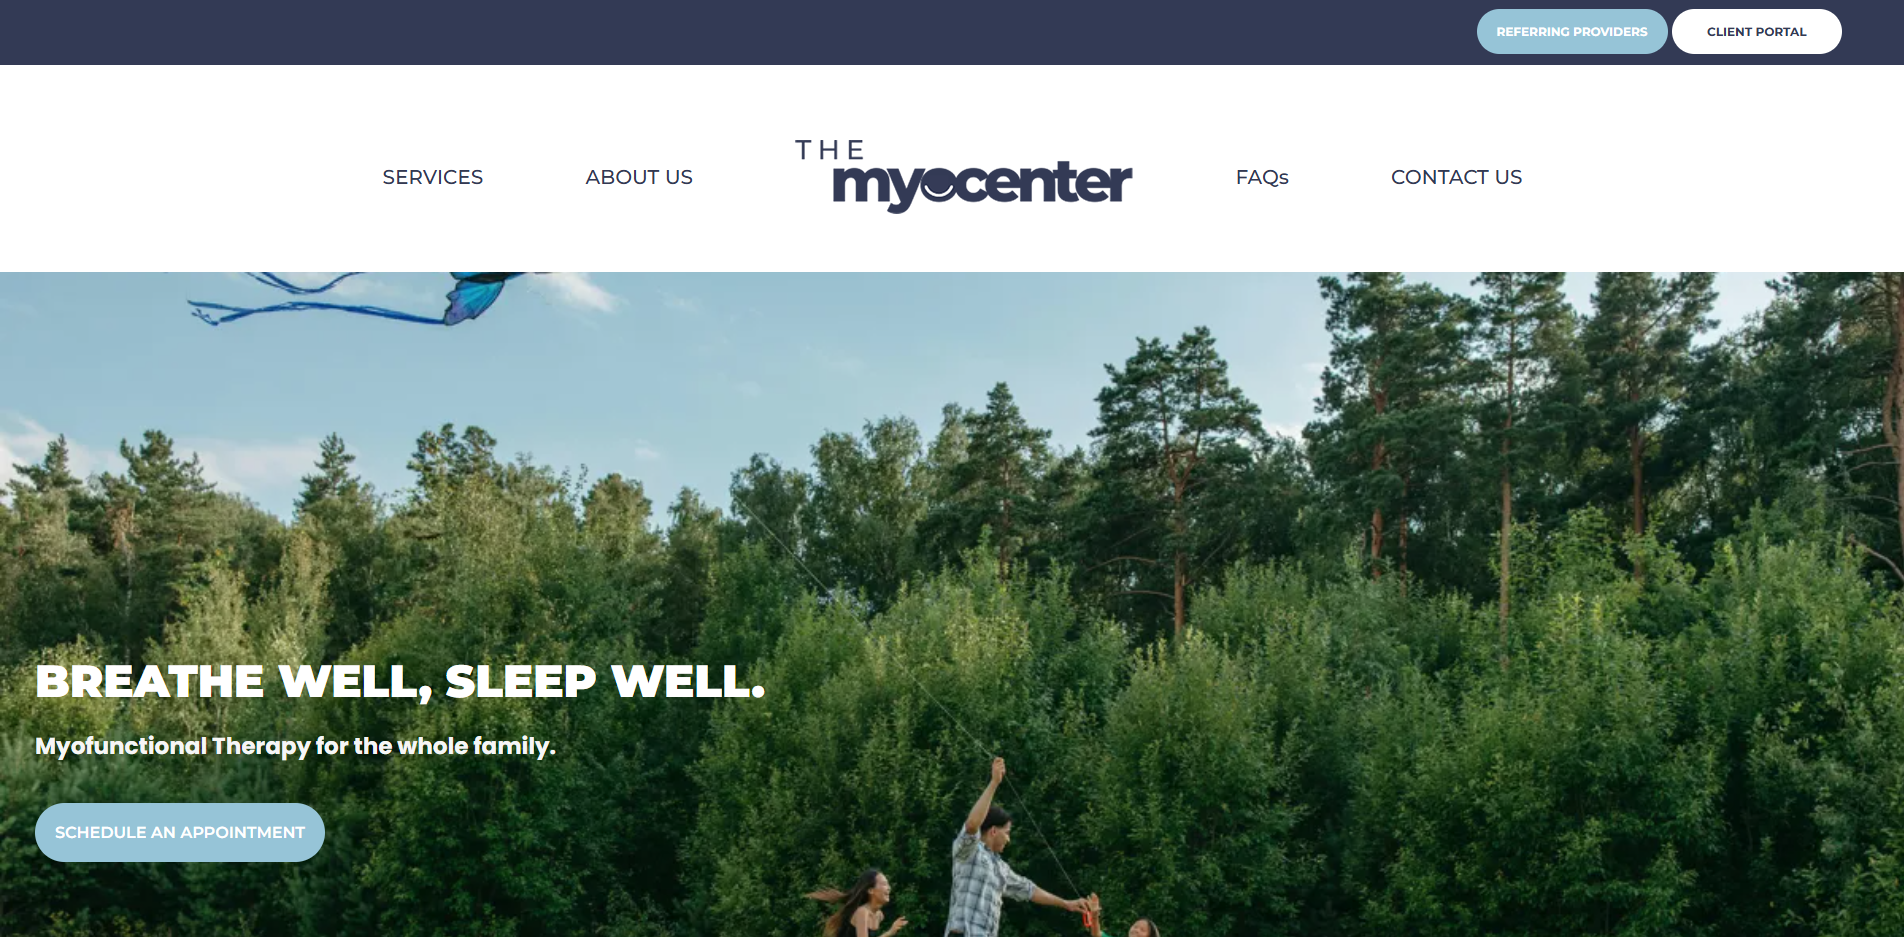 REFERRING PROVIDERS
CLIENT PORTAL
SERVICES
ABOUT US
THE
myocenter
FAQs
CONTACT US
BREATHE WELL, SLEEP WELL.
Myofunctional Therapy for the whole family.
SCHEDULE AN APPOINTMENT